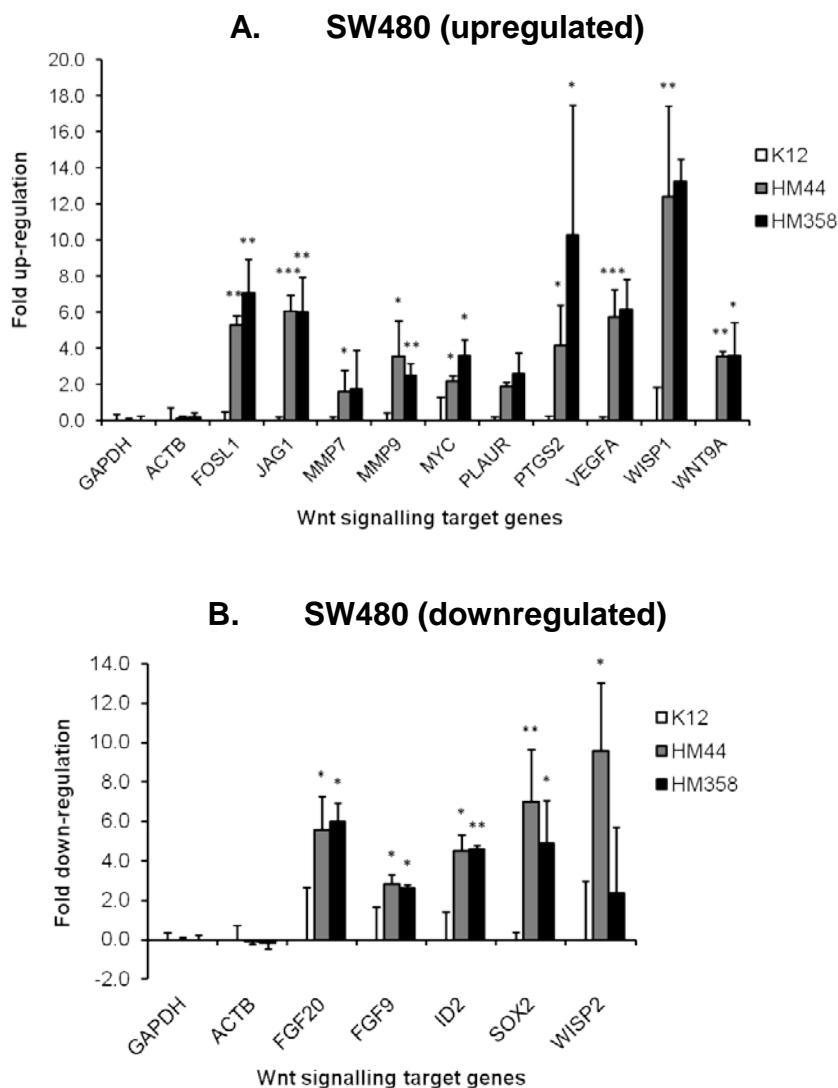 A. SW480 (upregulated)
20.0
18.0
16.0
14.0
12.0
10.0
8.0
6.0
4.0
2.0
0.0
Fold up-regulation
* **
** ** *** ** * * ** * * * *** ** *
K12
HM44
HM358
GAPDH
ACTB
FOSL1
JAG1
MMP7
MMP9
MYC
PLAUR
PTGS2
VEGFA
WISP1
WNT9A
Wnt signalling target genes
B. SW480 (downregulated)
14.0
12.0
10.0
8.0
6.0
4.0
2.0
0.0
-2.0
Fold down-regulation
* * * * * ** ** * *
K12
HM44
HM358
GAPDH
ACTB
FGF20
FGF9
ID2
SOX2
WISP2
Wnt signalling target genes